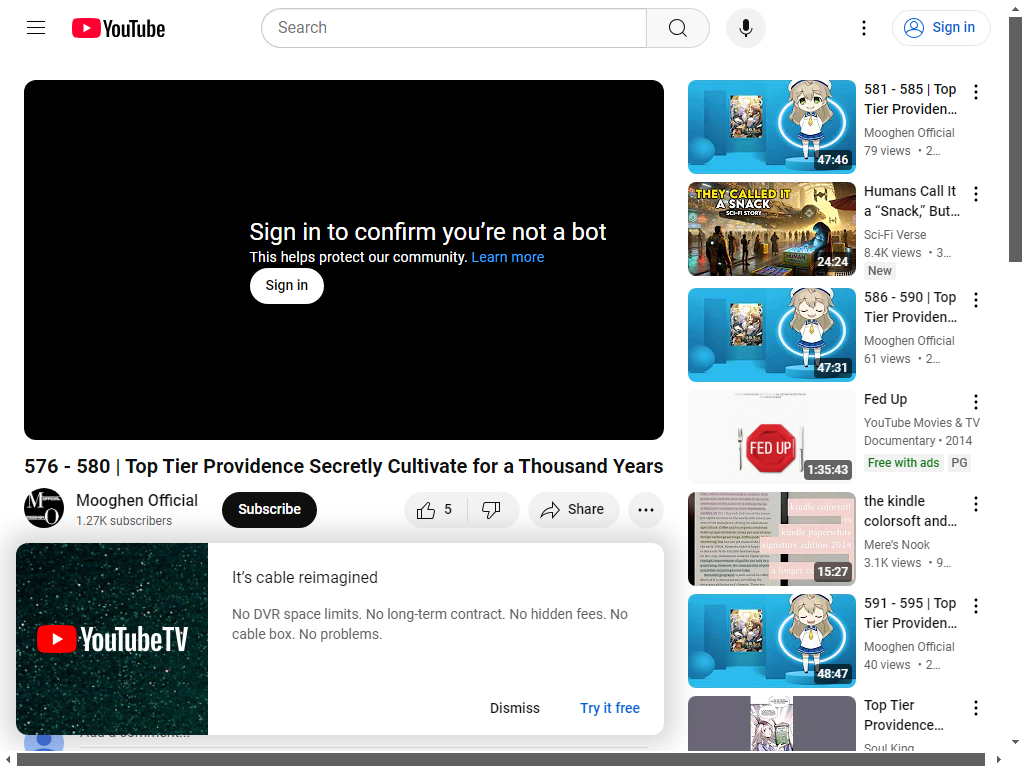 YouTube
Search
Sign in
Sign in to confirm you’re not a bot
This helps protect our community. Learn more
Sign in
576 - 580 | Top Tier Providence Secretly Cultivate for a Thousand Years
Mooghen Official
1.27K subscribers
Subscribe
5
Share
YouTubeTV
It’s cable reimagined
No DVR space limits. No long-term contract. No hidden fees. No
cable box. No problems.
Dismiss
Try it free
Add a comment...
47:46
581 - 585 | Top
Tier Providen...
Mooghen Official
79 views • 2...
THEY CALLED IT
A SNACK
SCI-FI STORY
24:24
Humans Call It
a “Snack,” But...
Sci-Fi Verse
8.4K views • 3...
New
47:31
586 - 590 | Top
Tier Providen...
Mooghen Official
61 views • 2...
FED UP
1:35:43
Fed Up
YouTube Movies & TV
Documentary • 2014
Free with ads
PG
kindle colorsoft
vs
kindle paperwhite
signature edition 2024
15:27
the kindle
colorsoft and...
Mere's Nook
3.1K views • 9...
48:47
591 - 595 | Top
Tier Providen...
Mooghen Official
40 views • 2...
Top Tier
Providence...
Soul King